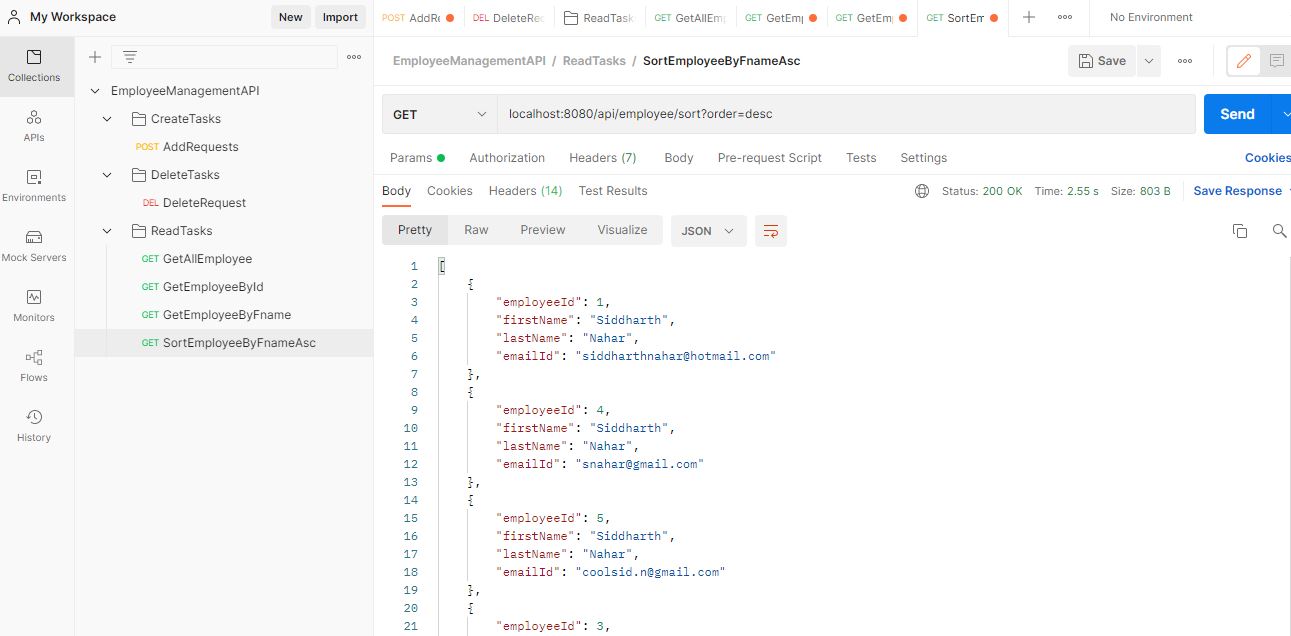 My Workspace
New
Import
POST AddRe
DEL DeleteRec
ReadTask
GET GetAllEmp
GET GetEmp
GET GetEmp
GET SortEm
No Environment
Collections
APIs
Environments
Mock Servers
Monitors
Flows
History
EmployeeManagementAPI
CreateTasks
POST AddRequests
DeleteTasks
DEL DeleteRequest
ReadTasks
GET GetAllEmployee
GET GetEmployeeById
GET GetEmployeeByFname
GET SortEmployeeByFnameAsc
EmployeeManagementAPI / ReadTasks / SortEmployeeByFnameAsc
Save
GET localhost:8080/api/employee/sort?order=desc
Send
Params Authorization Headers (7) Body Pre-request Script Tests Settings Cookies
Body Cookies Headers (14) Test Results Status: 200 OK Time: 2.55 s Size: 803 B Save Response
Pretty Raw Preview Visualize JSON
1 [
2 {
3 "employeeId": 1,
4 "firstName": "Siddharth",
5 "lastName": "Nahar",
6 "emailId": "siddharthnahar@hotmail.com"
7 },
8 {
9 "employeeId": 4,
10 "firstName": "Siddharth",
11 "lastName": "Nahar",
12 "emailId": "snahar@gmail.com"
13 },
14 {
15 "employeeId": 5,
16 "firstName": "Siddharth",
17 "lastName": "Nahar",
18 "emailId": "coolsid.n@gmail.com"
19 },
20 {
21 "employeeId": 3,